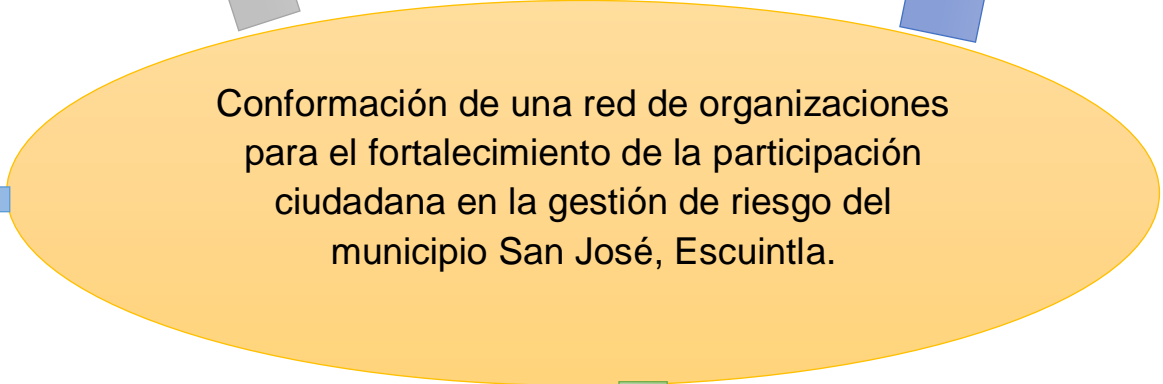 Conformación de una red de organizaciones
para el fortalecimiento de la participación
ciudadana en la gestión de riesgo del
municipio San José, Escuintla.